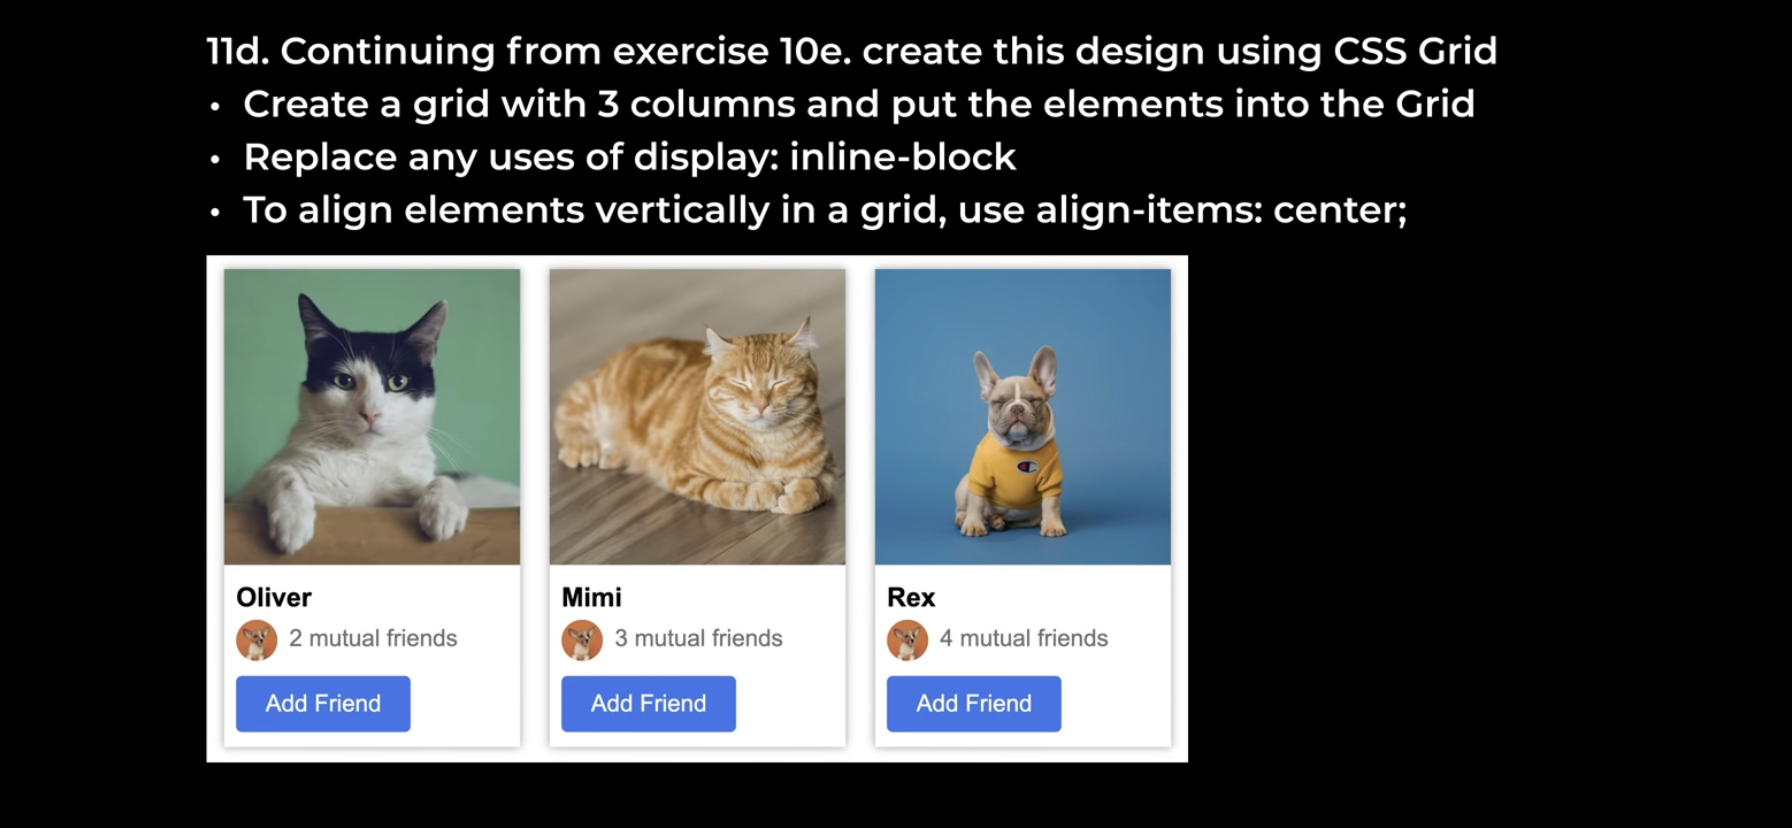 11d. Continuing from exercise 10e. create this design using CSS Grid
• Create a grid with 3 columns and put the elements into the Grid
• Replace any uses of display: inline-block
• To align elements vertically in a grid, use align-items: center;
Oliver
2 mutual friends
Add Friend
Mimi
3 mutual friends
Add Friend
Rex
4 mutual friends
Add Friend